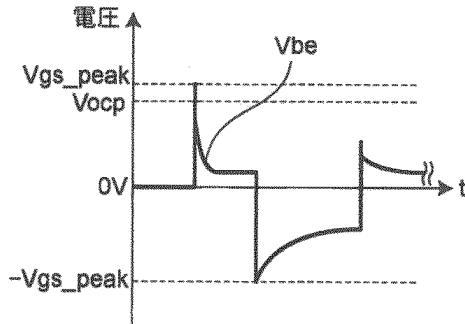 電圧
Vbe
Vgs_peak
Vocp
0V
t
−Vgs_peak